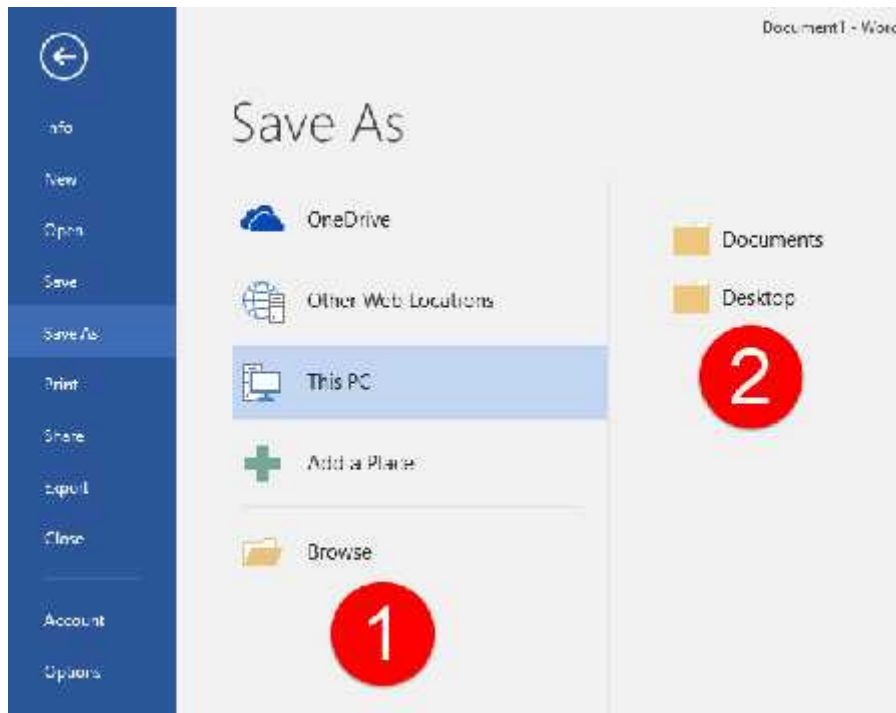 Document1 - Word
Info
New
Open
Save
Save As
Print
Share
Export
Close
Account
Options
Save As
OneDrive
Other Web Locations
This PC
Add a Place
Browse
1
Documents
Desktop
2